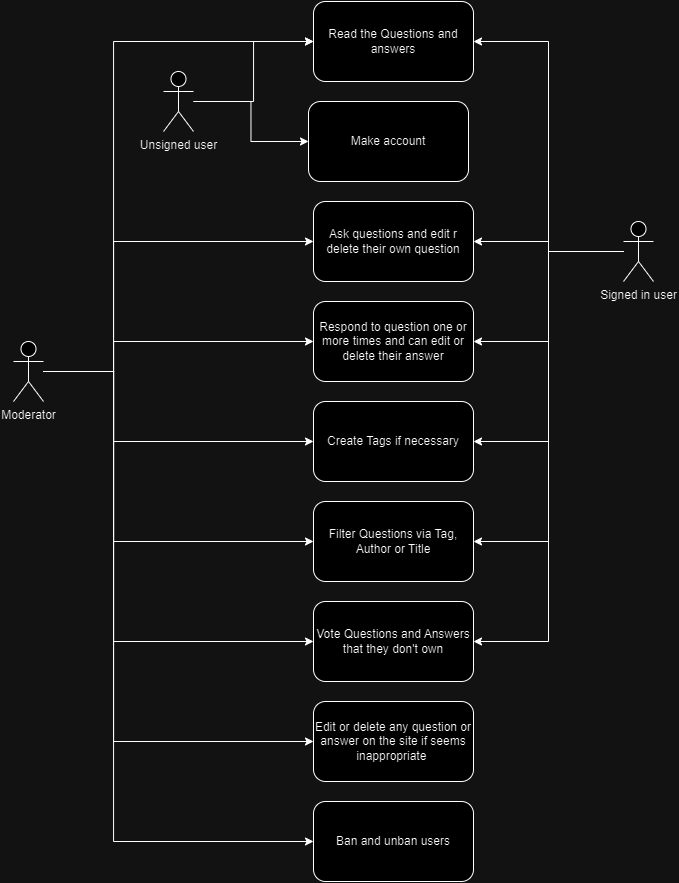 Read the Questions and
answers
Unsigned user
Make account
Ask questions and edit r
delete their own question
Signed in user
Respond to question one or
more times and can edit or
delete their answer
Moderator
Create Tags if necessary
Filter Questions via Tag,
Author or Title
Vote Questions and Answers
that they don't own
Edit or delete any question or
answer on the site if seems
inappropriate
Ban and unban users